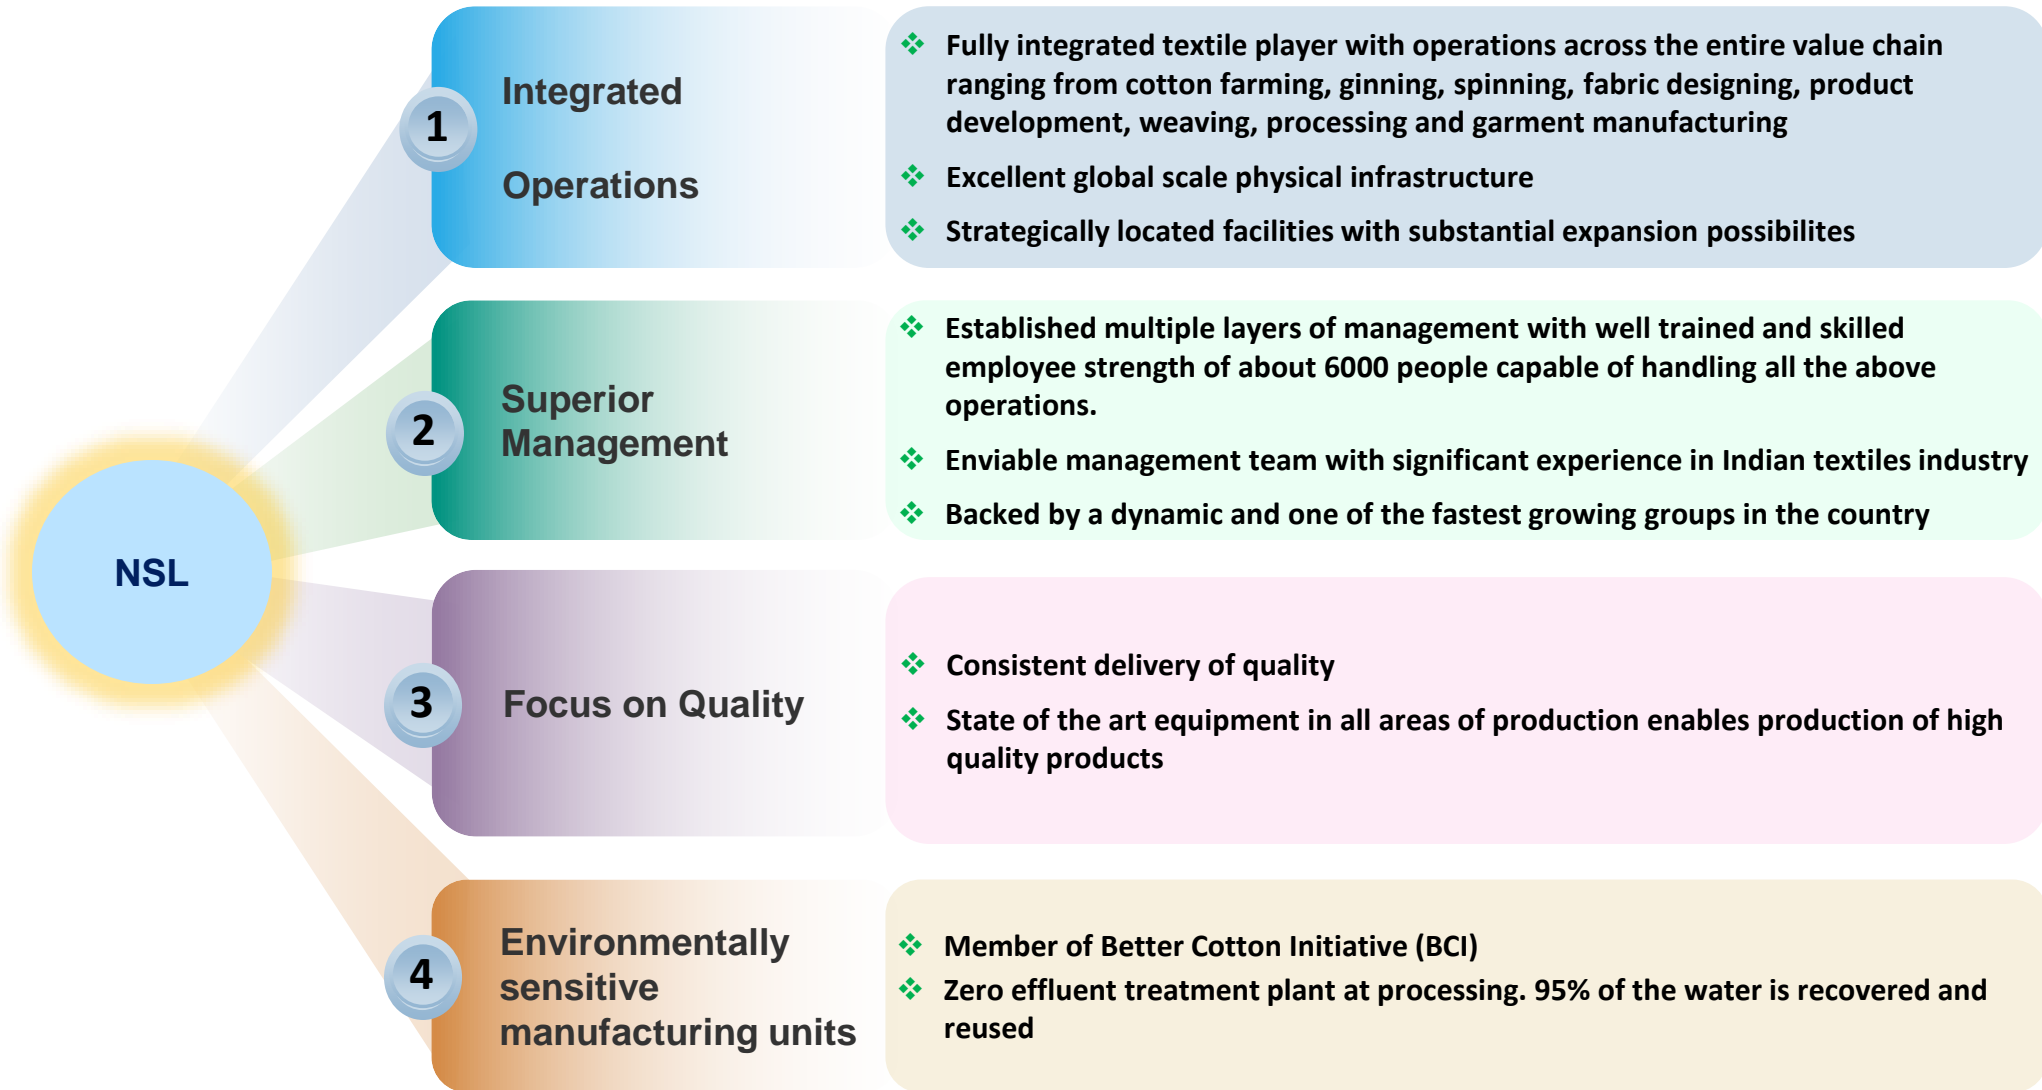 NSL
1
Integrated
Operations
❖ Fully integrated textile player with operations across the entire value chain
ranging from cotton farming, ginning, spinning, fabric designing, product
development, weaving, processing and garment manufacturing
❖ Excellent global scale physical infrastructure
❖ Strategically located facilities with substantial expansion possibilites
2
Superior
Management
❖ Established multiple layers of management with well trained and skilled
employee strength of about 6000 people capable of handling all the above
operations.
❖ Enviable management team with significant experience in Indian textiles industry
❖ Backed by a dynamic and one of the fastest growing groups in the country
3
Focus on Quality
❖ Consistent delivery of quality
❖ State of the art equipment in all areas of production enables production of high
quality products
4
Environmentally
sensitive
manufacturing units
❖ Member of Better Cotton Initiative (BCI)
❖ Zero effluent treatment plant at processing. 95% of the water is recovered and
reused